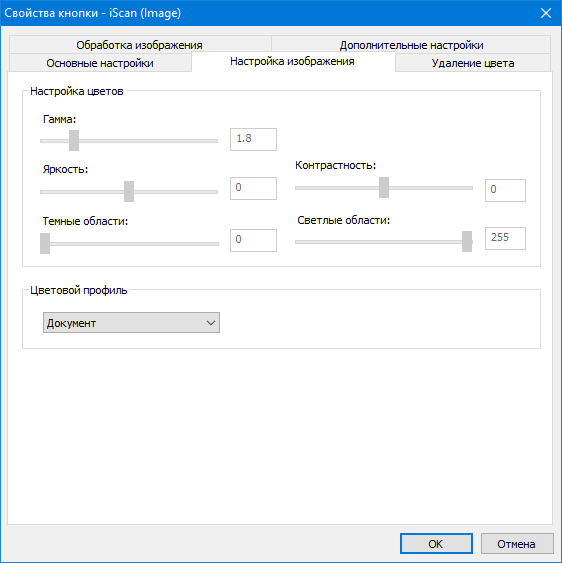 Свойства кнопки - iScan (Image)
Обработка изображения
Дополнительные настройки
Основные настройки
Настройка изображения
Удаление цвета
Настройка цветов
Гамма:
1.8
Яркость:
0
Контрастность:
0
Темные области:
0
Светлые области:
255
Цветовой профиль
Документ
OK
Отмена